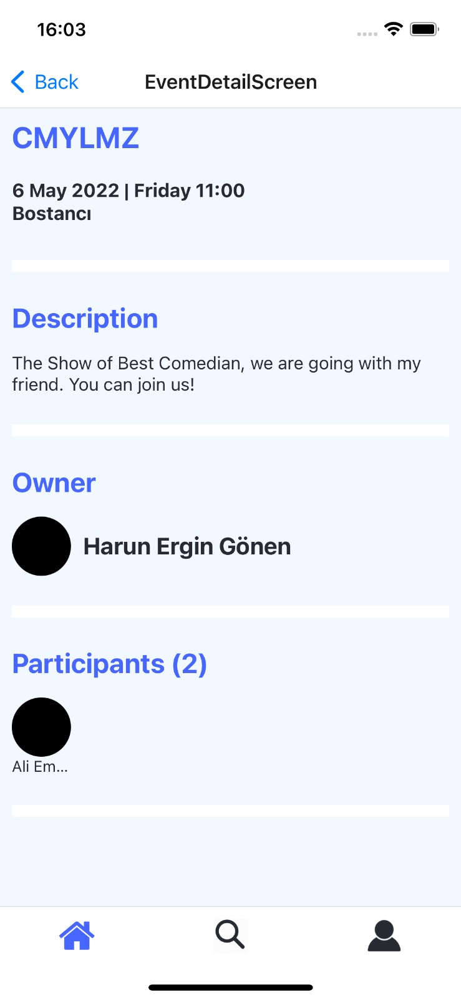 16:03
Back
EventDetailScreen
CMYLMZ
6 May 2022 | Friday 11:00
Bostancı
Description
The Show of Best Comedian, we are going with my
friend. You can join us!
Owner
Harun Ergin Gönen
Participants (2)
Ali Em...